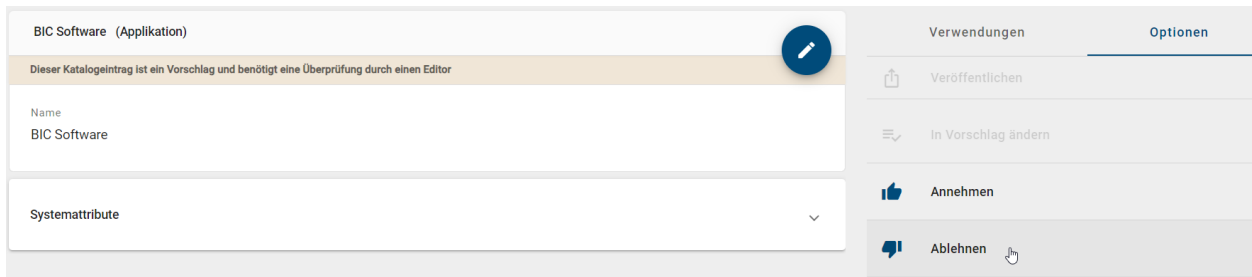 BIC Software (Applikation)
Dieser Katalogeintrag ist ein Vorschlag und benötigt eine Überprüfung durch einen Editor
Name
BIC Software
Systemattribute
Verwendungen
Optionen
Veröffentlichen
In Vorschlag ändern
Annehmen
Ablehnen